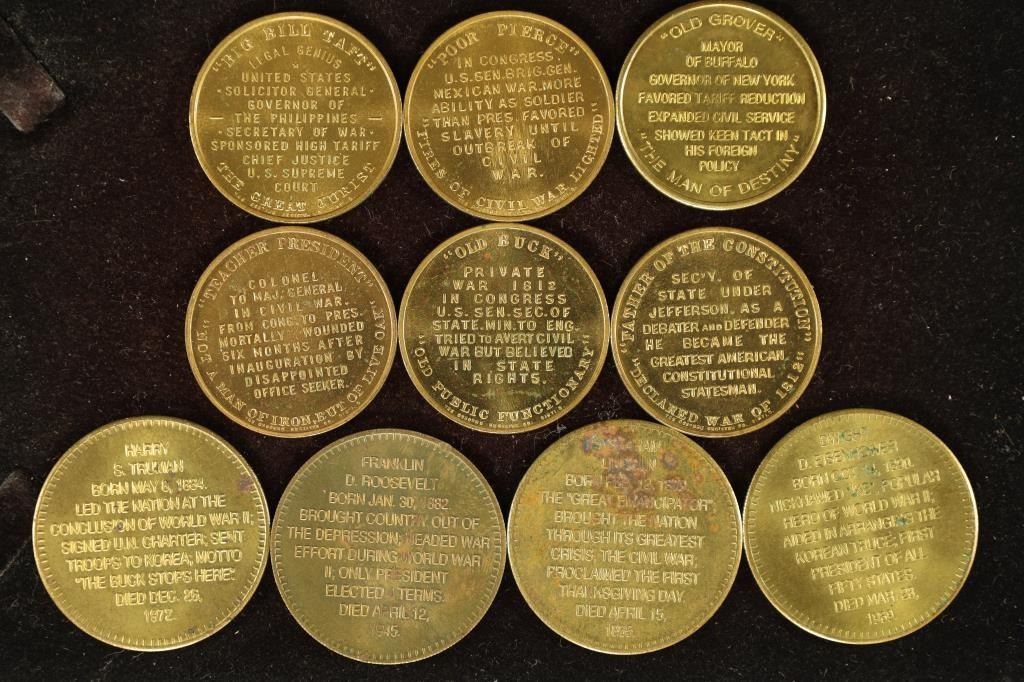 "BIG BILL TAFT"
LEGAL GENIUS
UNITED STATES
SOLICITOR GENERAL
GOVERNOR OF
THE PHILIPPINES
SECRETARY OF WAR
SPONSORED HIGH TARIFF
CHIEF JUSTICE
U.S. SUPREME
COURT
THE GREAT JURIST
"POOR PIERCE"
IN CONGRESS,
U.S. SEN. BRIG. GEN.
MEXICAN WAR. MORE
ABILITY AS SOLDIER
THAN PRES. FAVORED
SLAVERY UNTIL
OUTBREAK OF
CIVIL
WAR.
"FIRES OF CIVIL WAR LIGHTED"
"OLD GROVER"
MAYOR
OF BUFFALO
GOVERNOR OF NEW YORK
FAVORED TARIFF REDUCTION
EXPANDED CIVIL SERVICE
SHOWED KEEN TACT IN
HIS FOREIGN
POLICY
"THE MAN OF DESTINY"
"TEACHER PRESIDENT"
COLONEL
TO MAJ. GENERAL
IN CIVIL WAR.
FROM CONG. TO PRES.
MORTALLY WOUNDED
SIX MONTHS AFTER
INAUGURATION BY
DISAPPOINTED
OFFICE SEEKER.
"NOT A MAN OF IRON, BUT OF LIVE OAK"
"OLD BUCK"
PRIVATE
WAR 1812
IN CONGRESS
U.S. SEN. SEC. OF
STATE. MIN. TO ENG.
TRIED TO AVERT CIVIL
WAR BUT BELIEVED
IN STATE
RIGHTS.
"OLD PUBLIC FUNCTIONARY"
"FATHER OF THE CONSTITUTION"
SEC'Y. OF
STATE UNDER
JEFFERSON. AS A
DEBATER AND DEFENDER
HE BECAME THE
GREATEST AMERICAN
CONSTITUTIONAL
STATESMAN.
"DECLARED WAR OF 1812"
HARRY
S. TRUMAN
BORN MAY 8, 1884.
LED THE NATION AT THE
CONCLUSION OF WORLD WAR II;
SIGNED U.N. CHARTER; SENT
TROOPS TO KOREA; MOTTO
"THE BUCK STOPS HERE".
DIED DEC. 26,
1972.
FRANKLIN
D. ROOSEVELT
BORN JAN. 30, 1882
BROUGHT COUNTRY OUT OF
THE DEPRESSION; HEADED WAR
EFFORT DURING WORLD WAR
II; ONLY PRESIDENT
ELECTED TERMS.
DIED APRIL 12,
1945.
LINCOLN
BORN
THE "GREAT EMANCIPATOR"
BROUGHT THE NATION
THROUGH ITS GREATEST
CRISIS, THE CIVIL WAR;
PROCLAIMED THE FIRST
THANKSGIVING DAY.
DIED APRIL 15,
1865.
DWIGHT
D. EISENHOWER
BORN OCT. 1890.
NICKNAMED POPULAR
HERO OF WORLD WAR II;
AIDED IN ARRANGING THE
KOREAN TRUCE; FIRST
PRESIDENT OF ALL
FIFTY STATES.
DIED MAR. 28,
1969